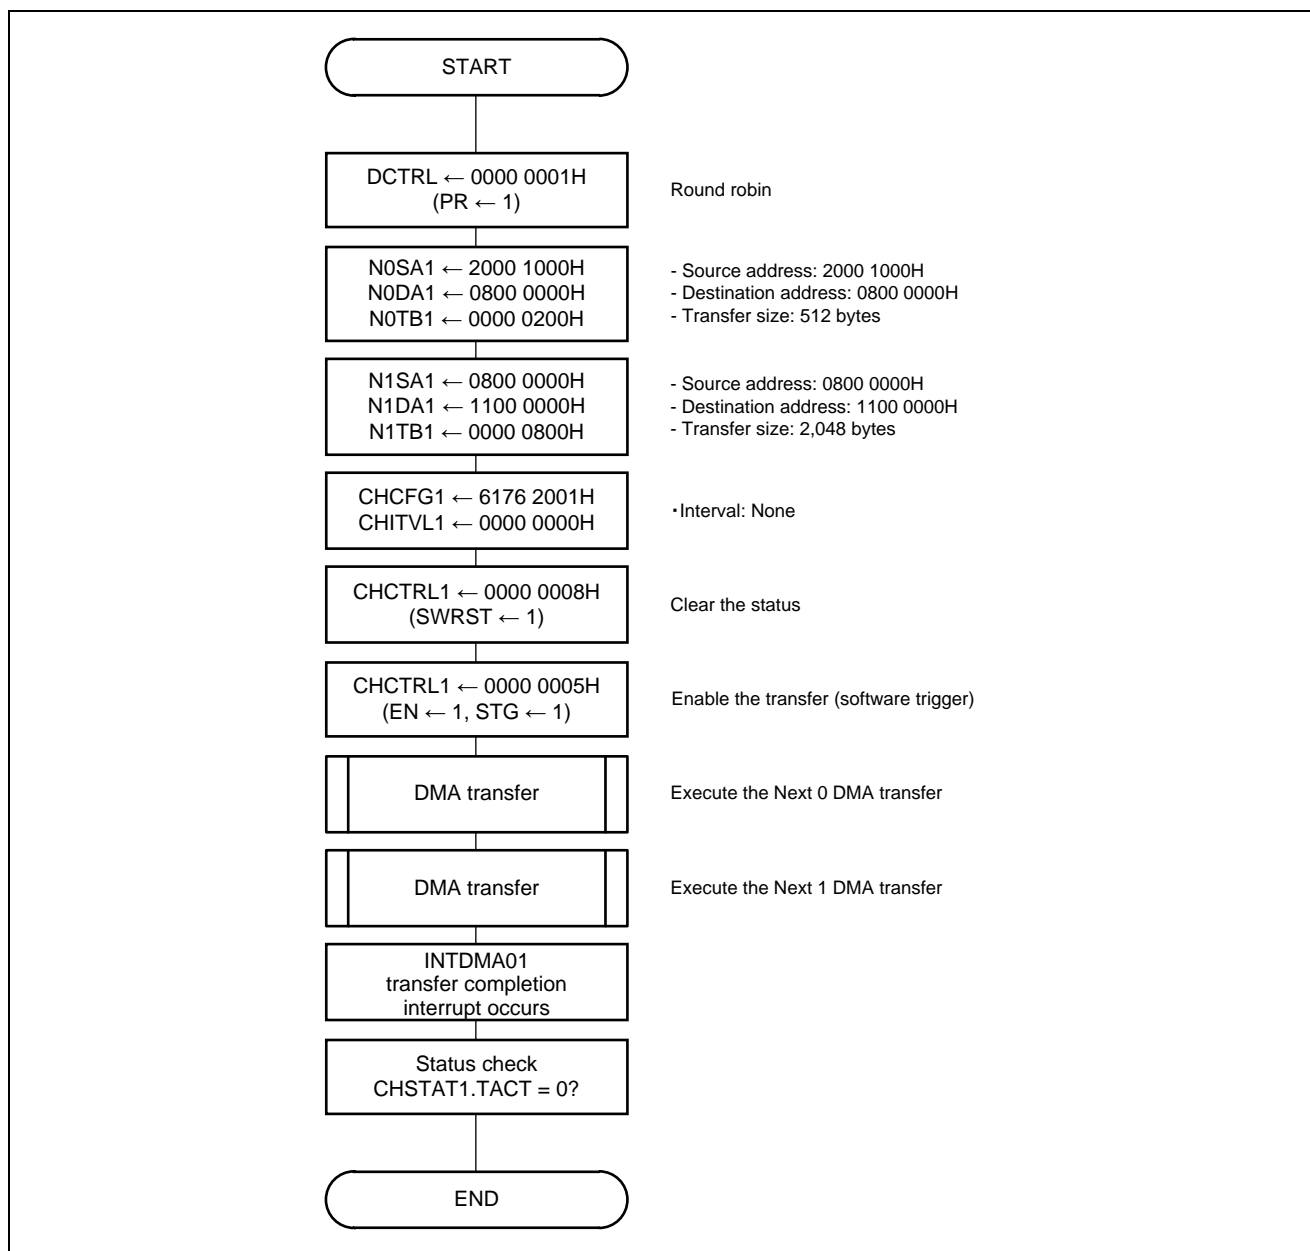 START
DCTRL ← 0000 0001H
(PR ← 1)
Round robin
N0SA1 ← 2000 1000H
N0DA1 ← 0800 0000H
N0TB1 ← 0000 0200H
- Source address: 2000 1000H
- Destination address: 0800 0000H
- Transfer size: 512 bytes
N1SA1 ← 0800 0000H
N1DA1 ← 1100 0000H
N1TB1 ← 0000 0800H
- Source address: 0800 0000H
- Destination address: 1100 0000H
- Transfer size: 2,048 bytes
CHCFG1 ← 6176 2001H
CHITVL1 ← 0000 0000H
・Interval: None
CHCTRL1 ← 0000 0008H
(SWRST ← 1)
Clear the status
CHCTRL1 ← 0000 0005H
(EN ← 1, STG ← 1)
Enable the transfer (software trigger)
DMA transfer
Execute the Next 0 DMA transfer
DMA transfer
Execute the Next 1 DMA transfer
INTDMA01
transfer completion
interrupt occurs
Status check
CHSTAT1.TACT = 0?
END